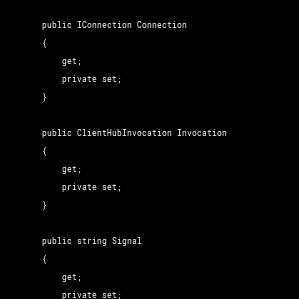 public IConnection Connection
{
get;
private set;
}
public ClientHubInvocation Invocation
{
get;
private set;
}
public string Signal
{
get;
private set;